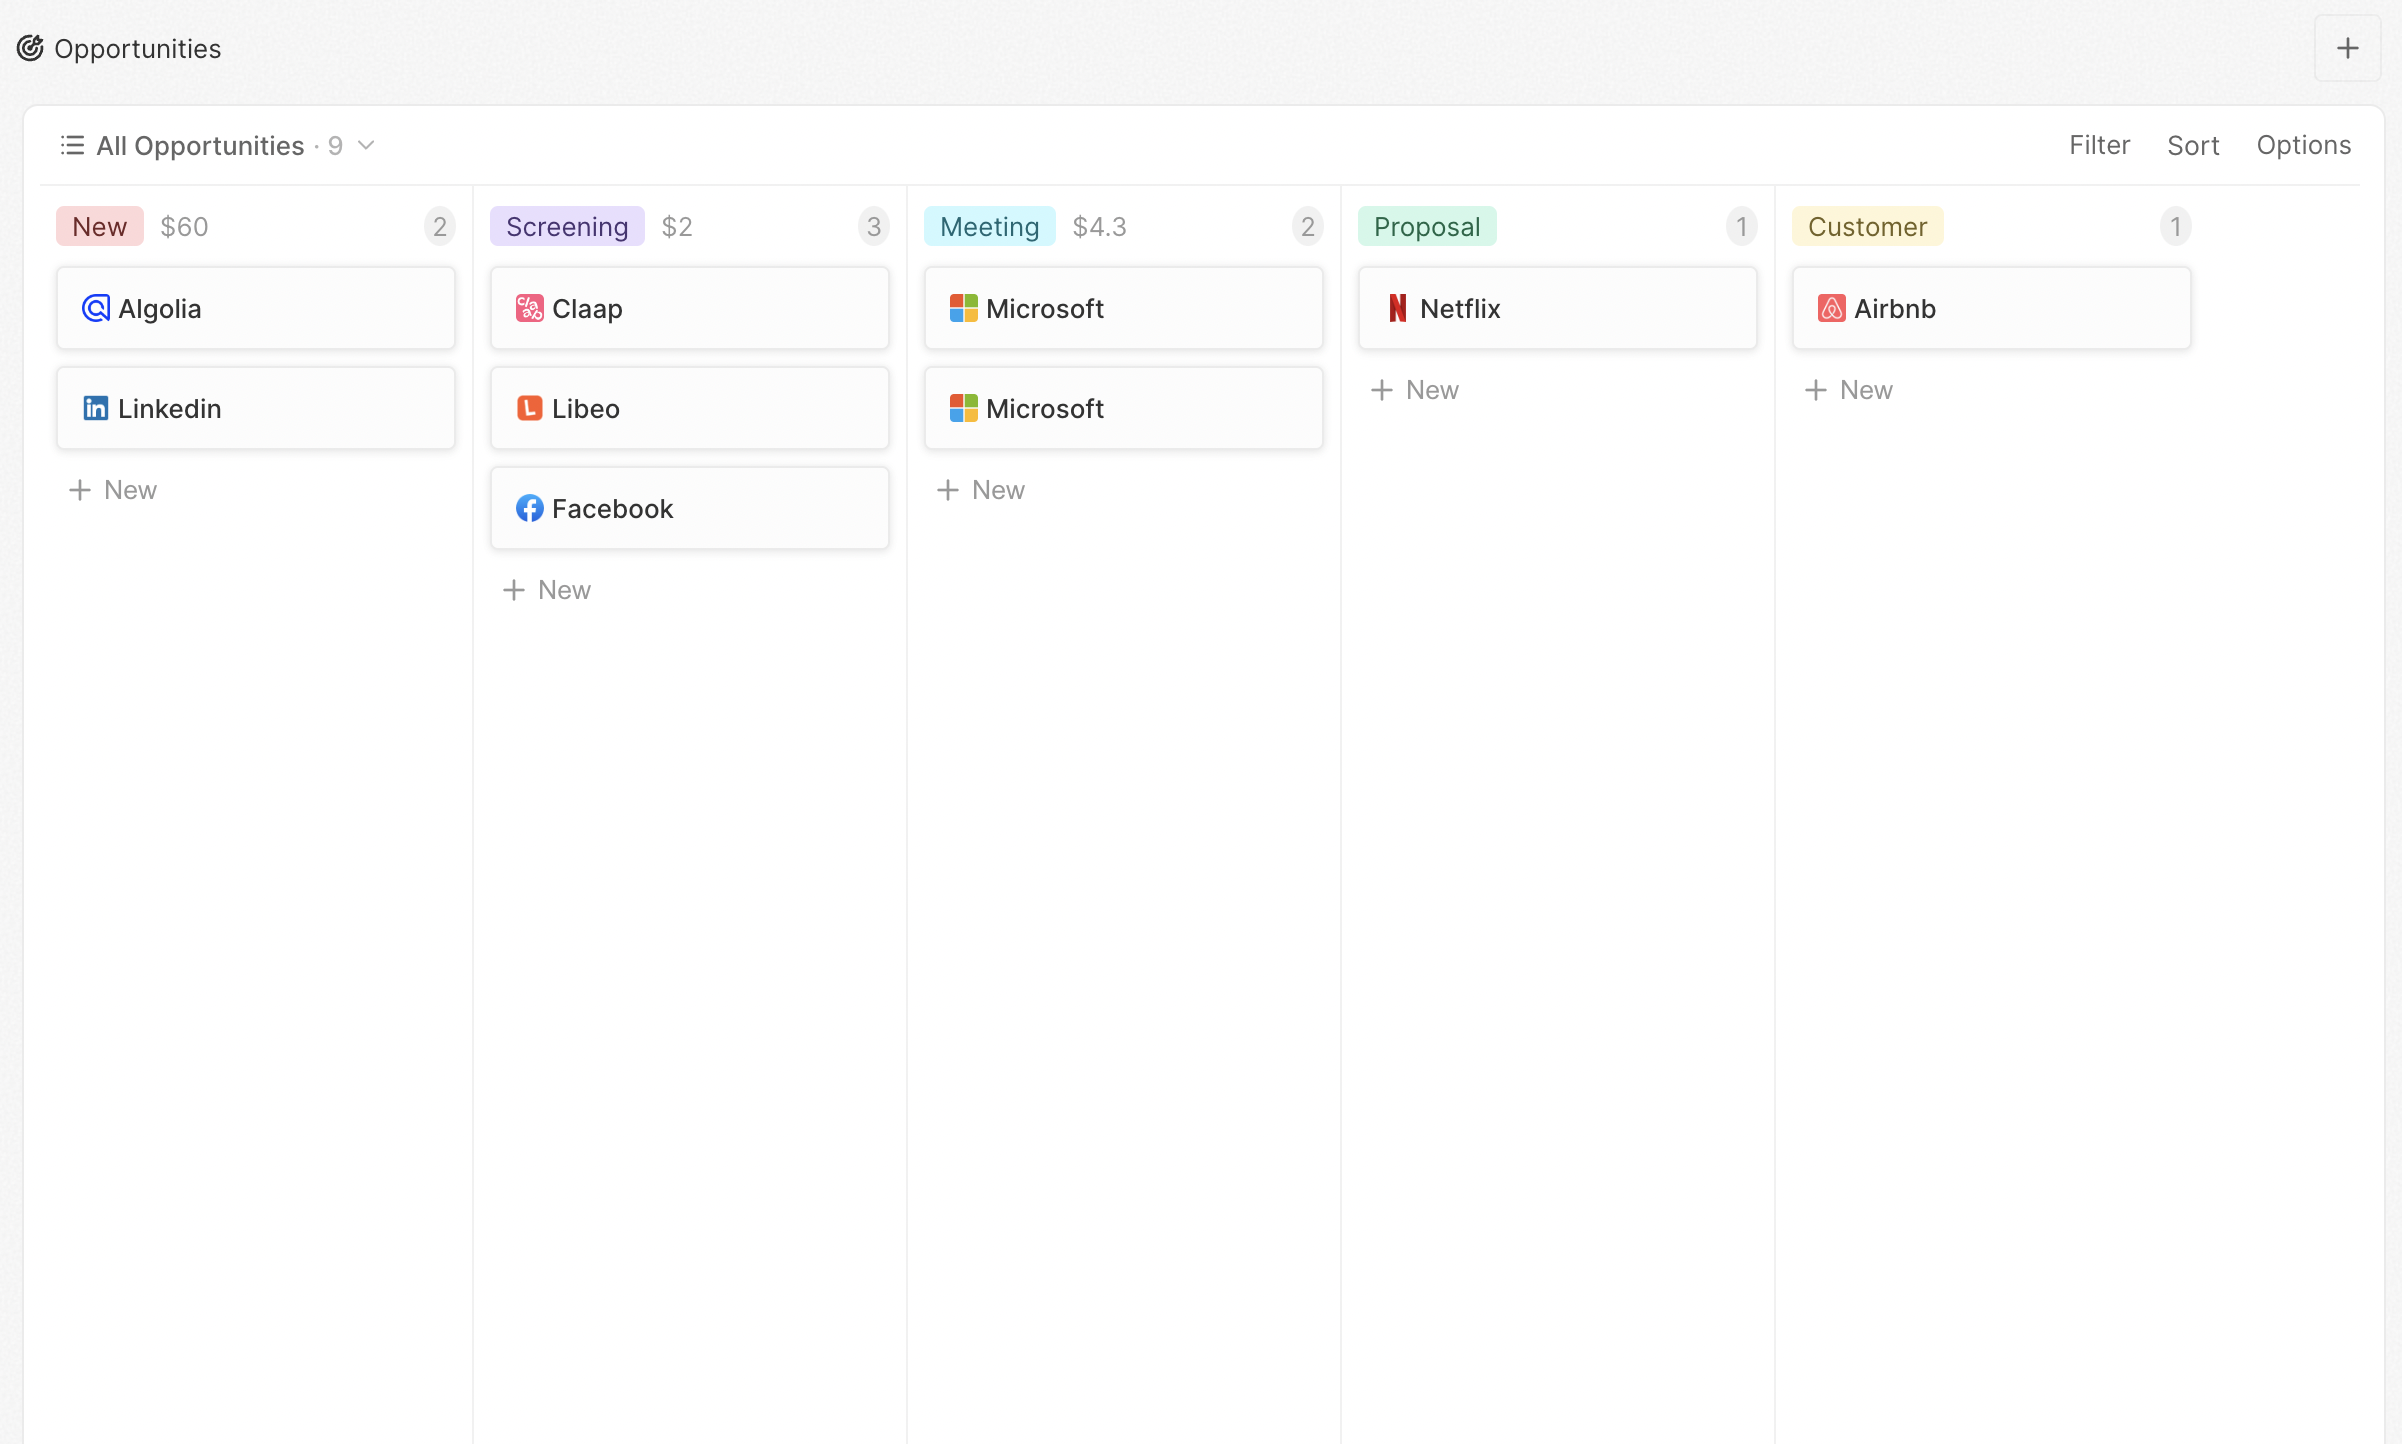 Opportunities
All Opportunities · 9
Filter Sort Options
New $60 2
Algolia
Linkedin
New
Screening $2 3
Claap
Libeo
Facebook
New
Meeting $4.3 2
Microsoft
Microsoft
New
Proposal 1
Netflix
New
Customer 1
Airbnb
New